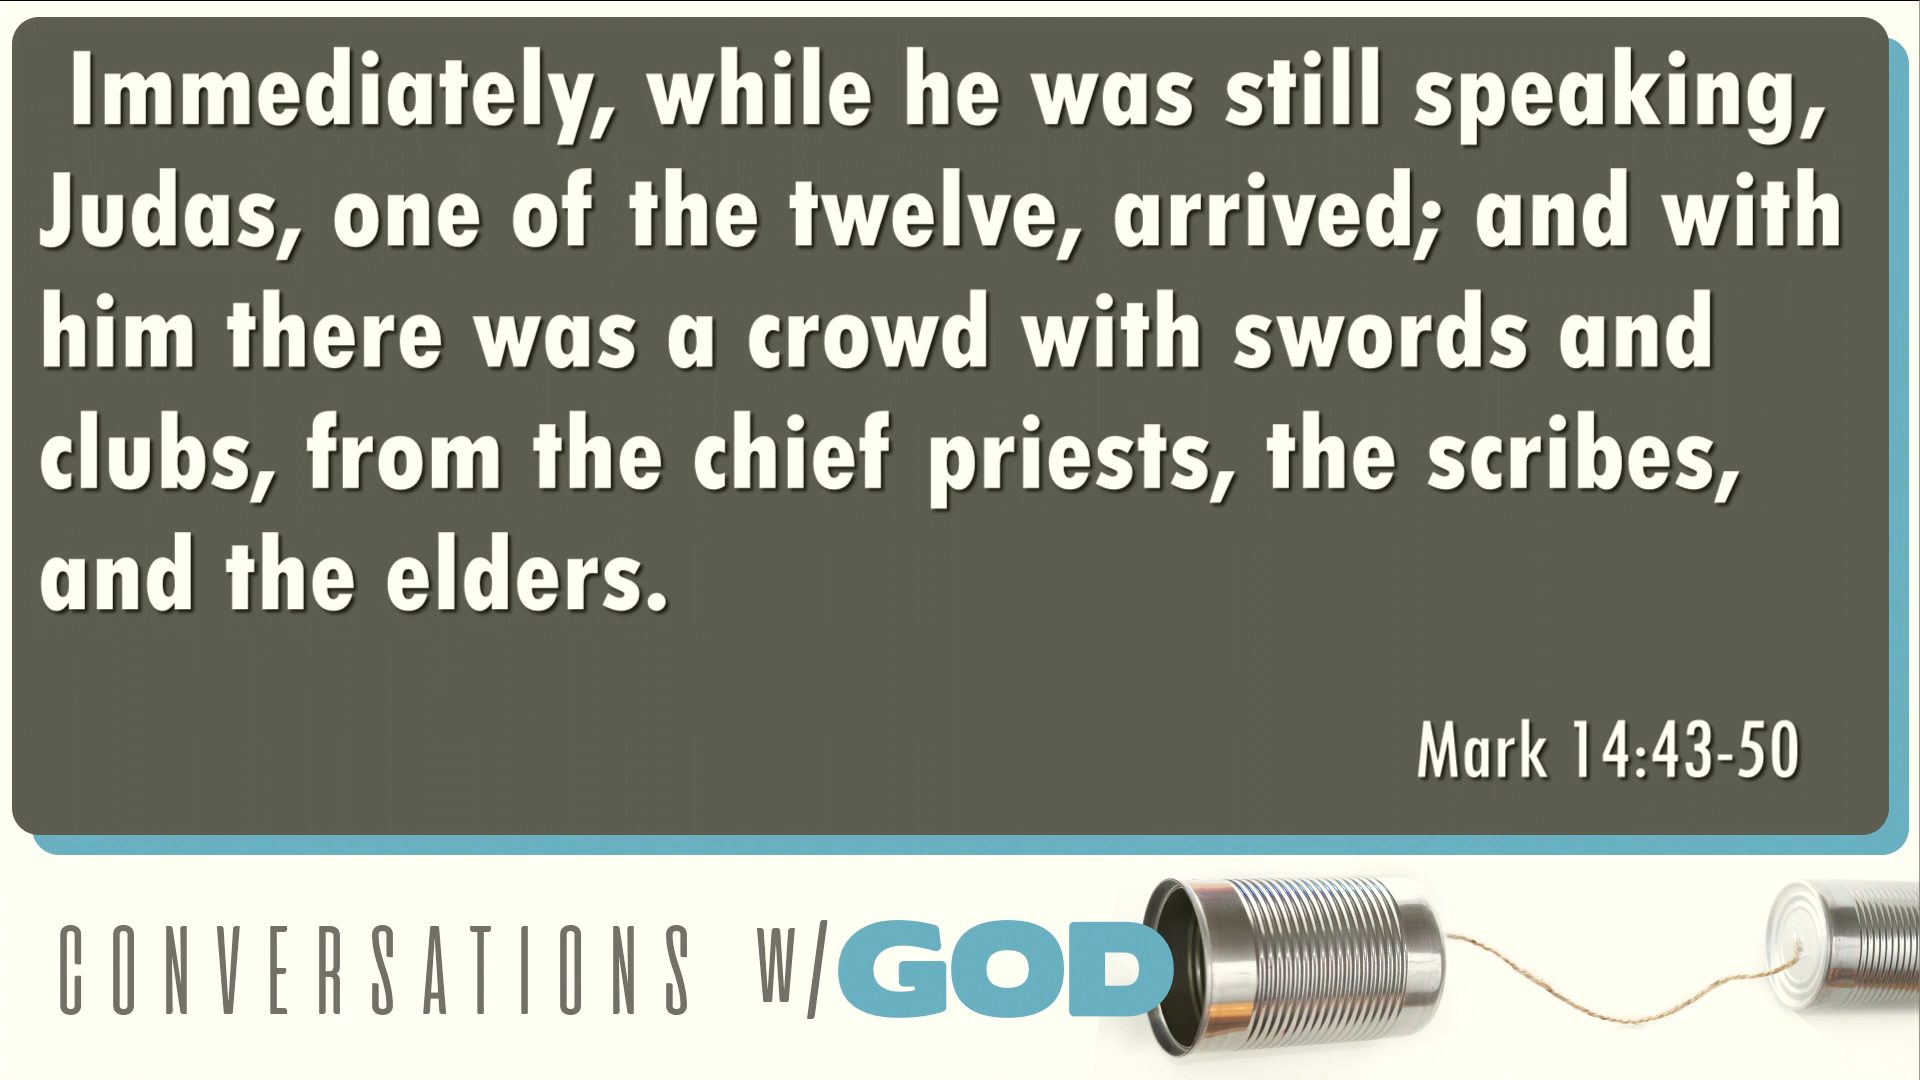 Immediately, while he was still speaking,
Judas, one of the twelve, arrived; and with
him there was a crowd with swords and
clubs, from the chief priests, the scribes,
and the elders.
Mark 14:43-50
CONVERSATIONS W/GOD